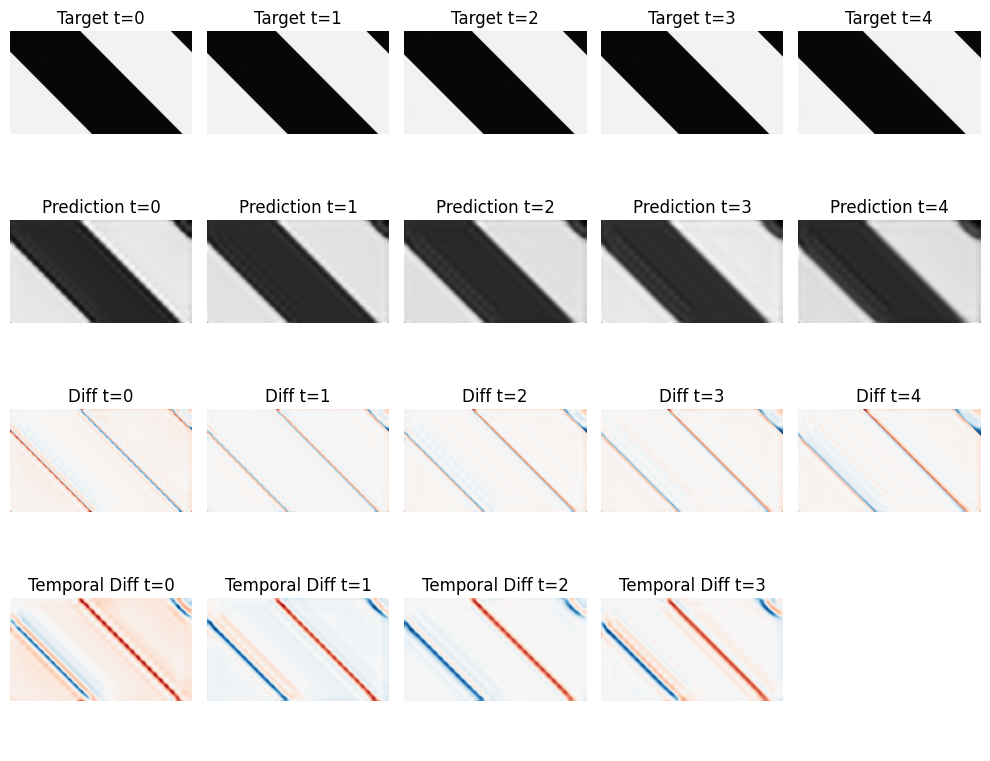 Target t=0
Target t=1
Target t=2
Target t=3
Target t=4
Prediction t=0
Prediction t=1
Prediction t=2
Prediction t=3
Prediction t=4
Diff t=0
Diff t=1
Diff t=2
Diff t=3
Diff t=4
Temporal Diff t=0
Temporal Diff t=1
Temporal Diff t=2
Temporal Diff t=3